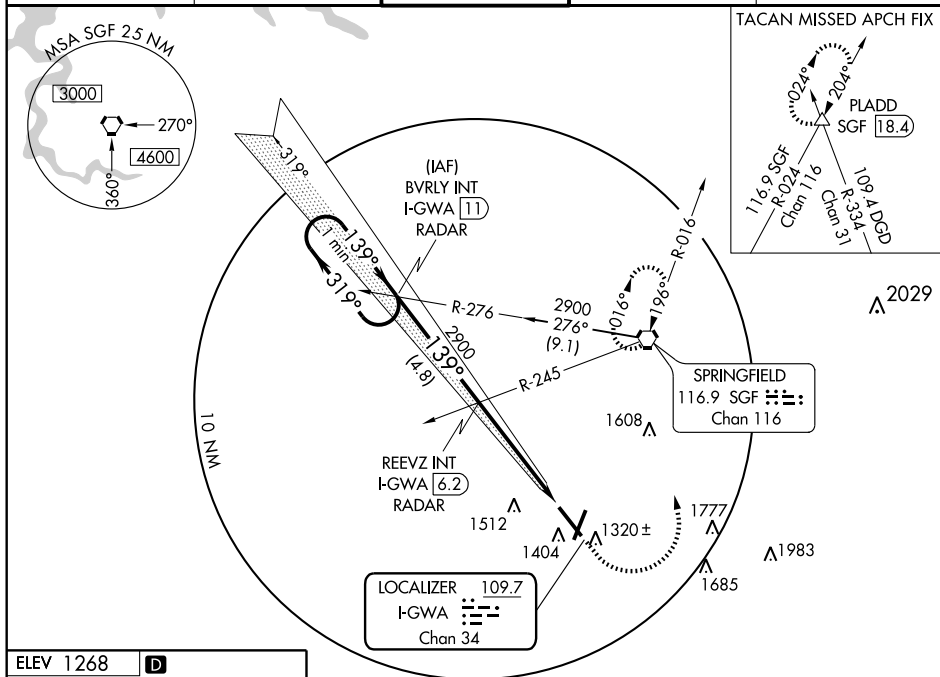 MSA SGF 25 NM
3000
270°
4600
360°
TACAN MISSED APCH FIX
024°
204°
PLADD
SGF 18.4
116.9 SGF
R-024
Chan 116
109.4 DGD
R-334
Chan 31
319°
(IAF)
BVRLY INT
I-GWA 11
RADAR
1 min
139°
319°
R-276
2900
276°
(9.1)
R-016
016°
196°
2029
2900
139°
(4.8)
R-245
SPRINGFIELD
116.9 SGF
Chan 116
1608
10 NM
REEVZ INT
I-GWA 6.2
RADAR
1512
1404
1320 ±
1777
1983
1685
LOCALIZER 109.7
I-GWA
Chan 34
ELEV 1268 D